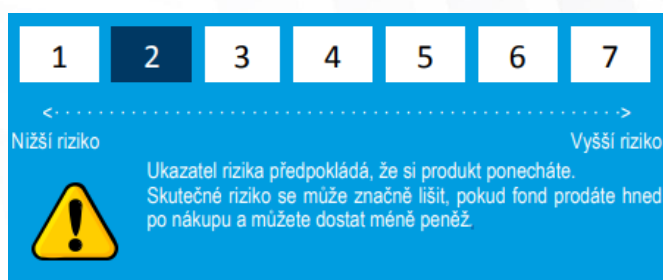 1 2 3 4 5 6 7
Nižší riziko Vyšší riziko
Ukazatel rizika předpokládá, že si produkt ponecháte.
Skutečné riziko se může značně lišit, pokud fond prodáte hned
po nákupu a můžete dostat méně peněž.